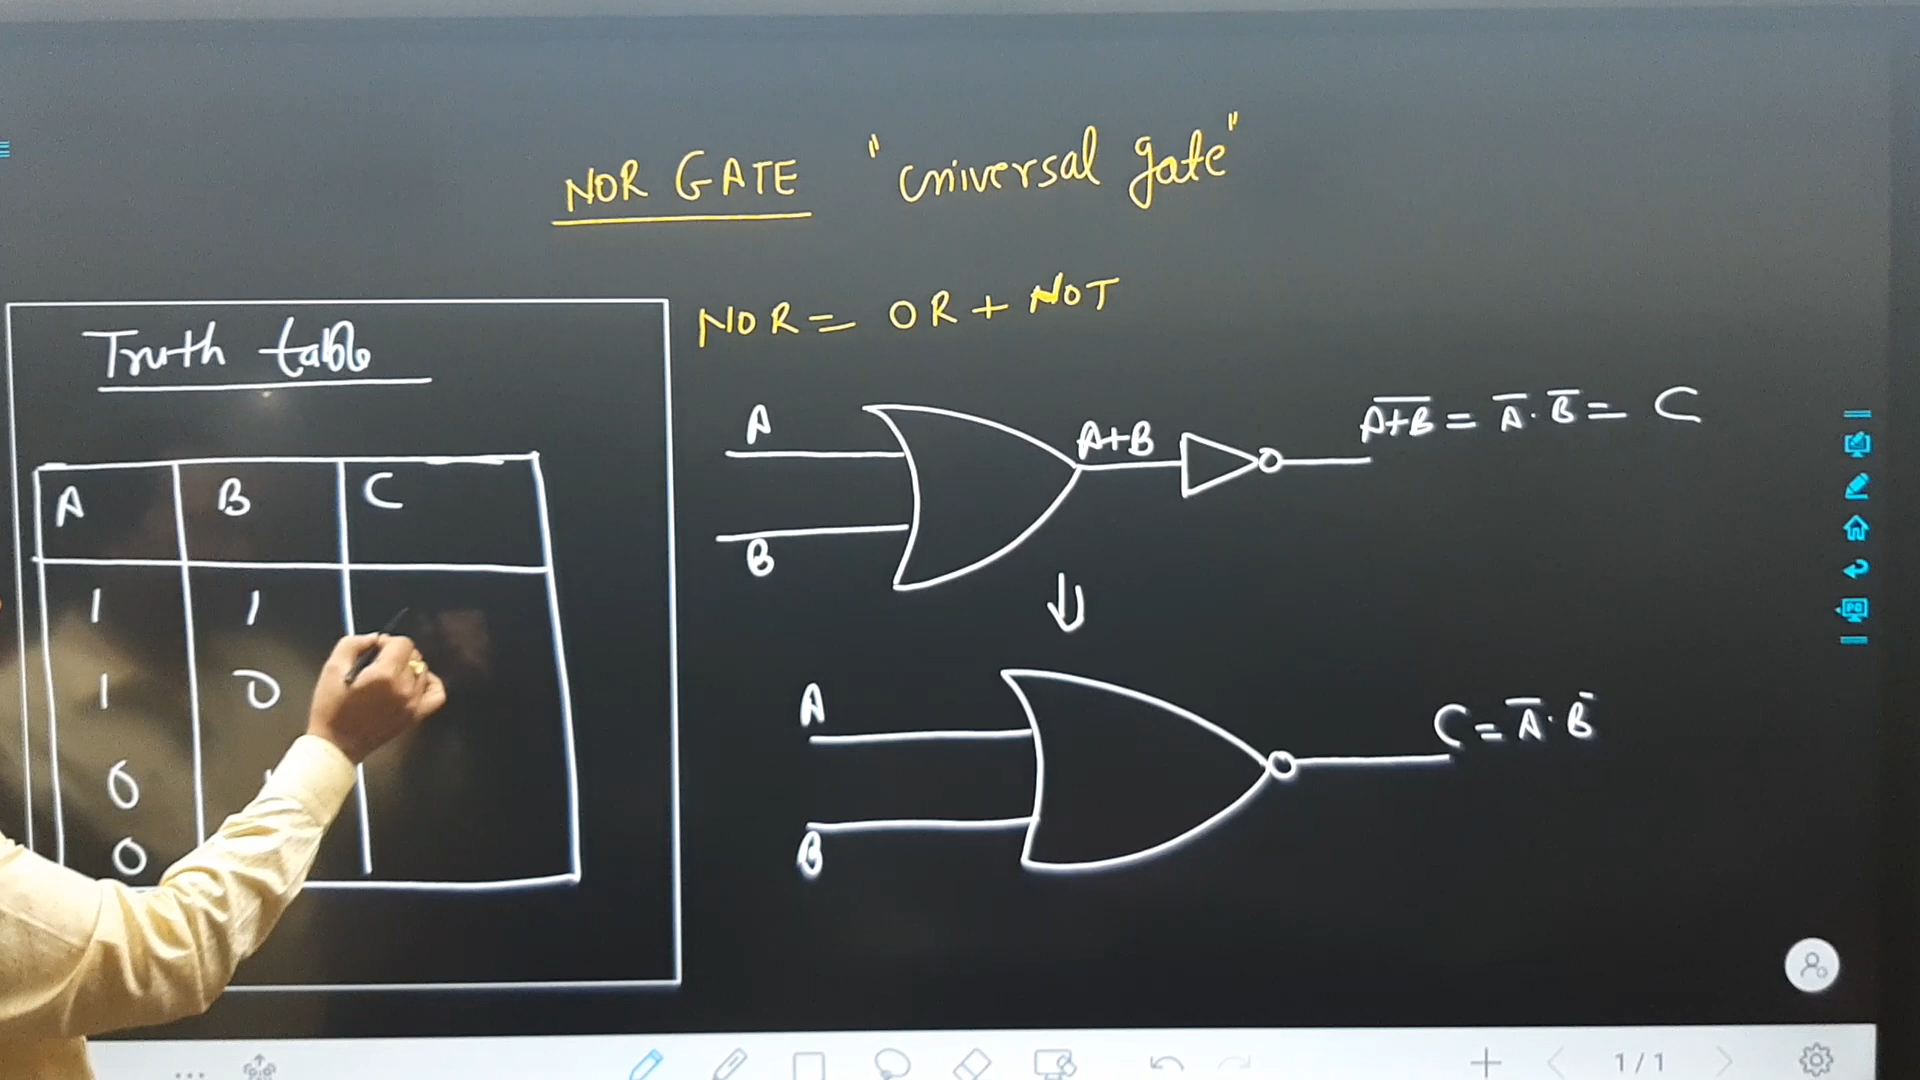 NOR GATE "universal gate"
NOR = OR + NOT
Truth table
A B C
1 1
1 0
0
0
A
B
A+B
A̅+̅B̅ = A̅ · B̅ = C
A
B
C = A̅ · B̅
1/1